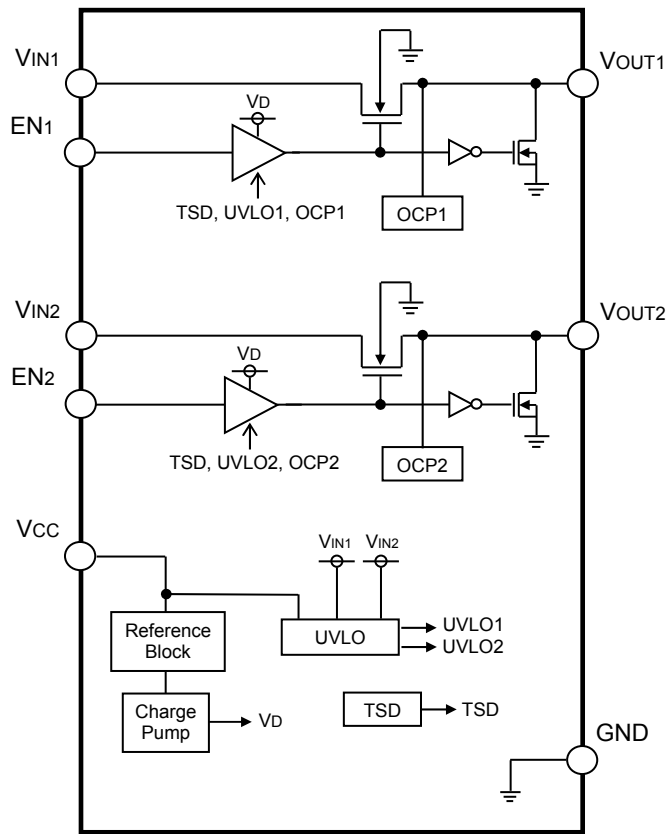 VIN1
VOUT1
VD
EN1
TSD, UVLO1, OCP1
OCP1
VIN2
VOUT2
VD
EN2
TSD, UVLO2, OCP2
OCP2
VCC
VIN1
VIN2
UVLO
UVLO1
UVLO2
Reference
Block
Charge
Pump
VD
TSD
TSD
GND